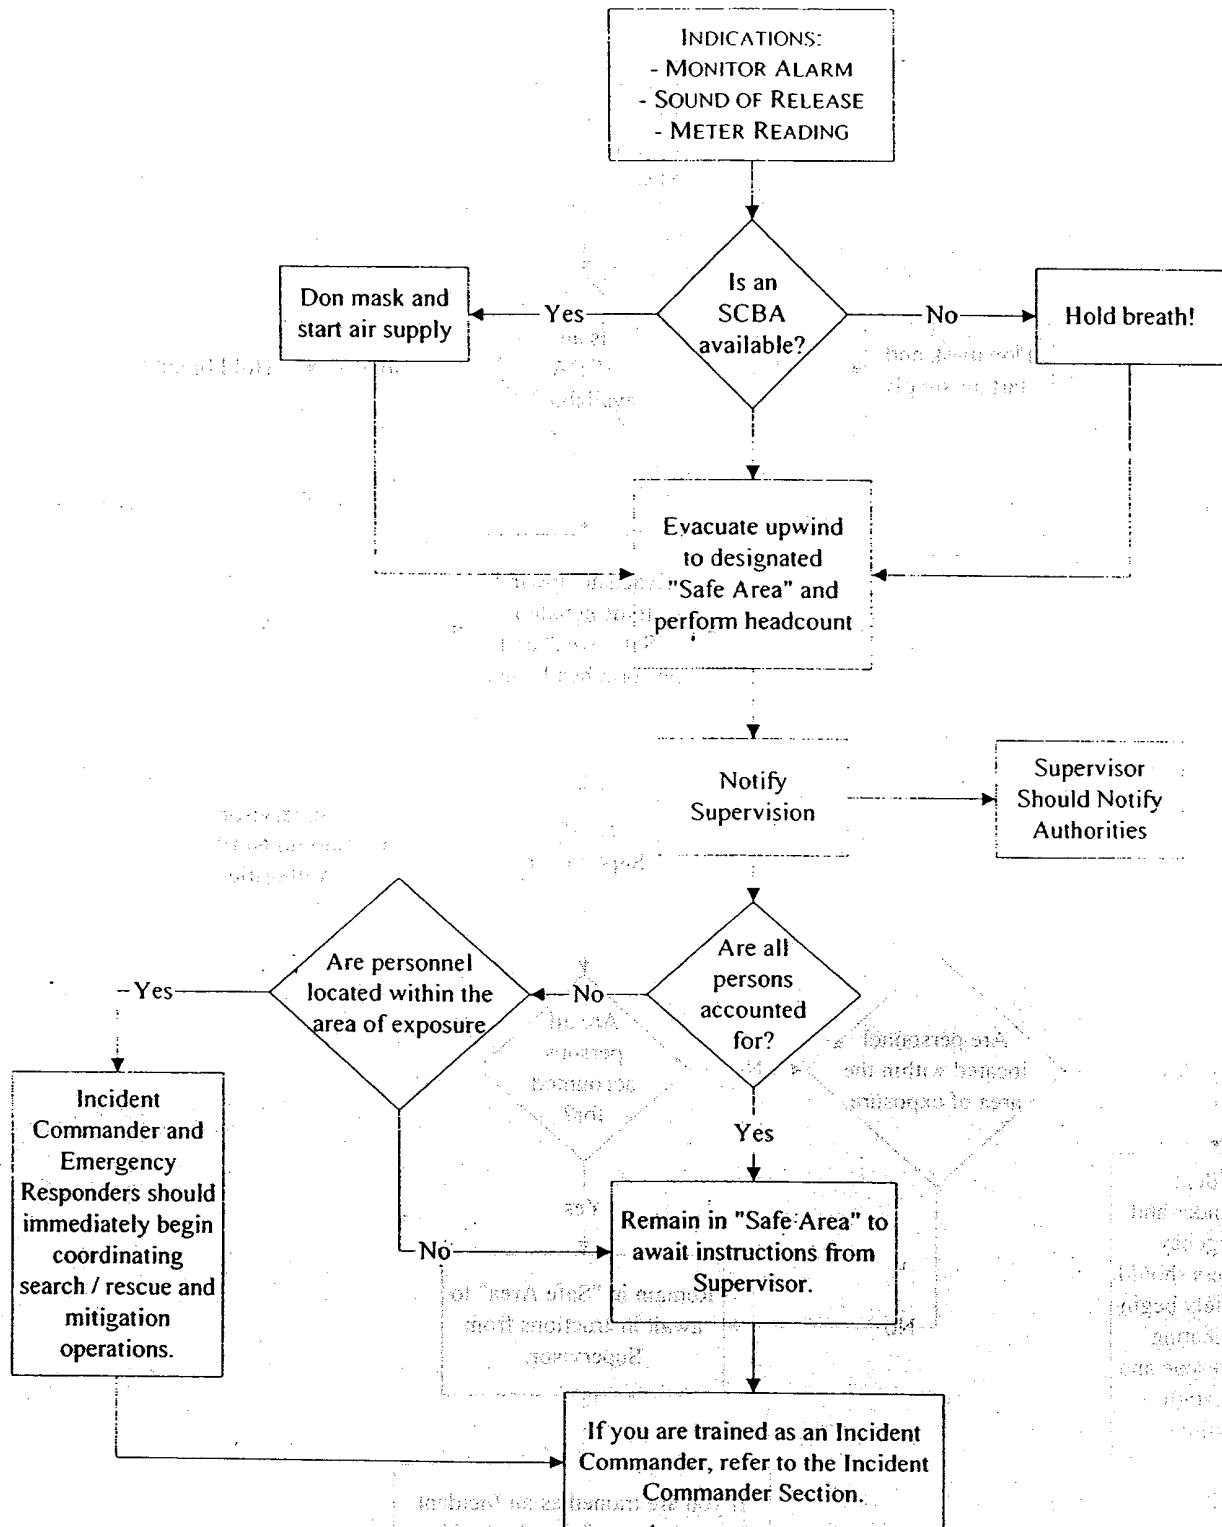 INDICATIONS:
- MONITOR ALARM
- SOUND OF RELEASE
- METER READING
Is an
SCBA
available?
Yes
No
Don mask and
start air supply
Hold breath!
Evacuate upwind
to designated
"Safe Area" and
perform headcount
Notify
Supervision
Supervisor
Should Notify
Authorities
Are all
persons
accounted
for?
No
Yes
Are personnel
located within the
area of exposure
Yes
No
Incident
Commander and
Emergency
Responders should
immediately begin
coordinating
search / rescue and
mitigation
operations.
Remain in "Safe Area" to
await instructions from
Supervisor.
If you are trained as an Incident
Commander, refer to the Incident
Commander Section.